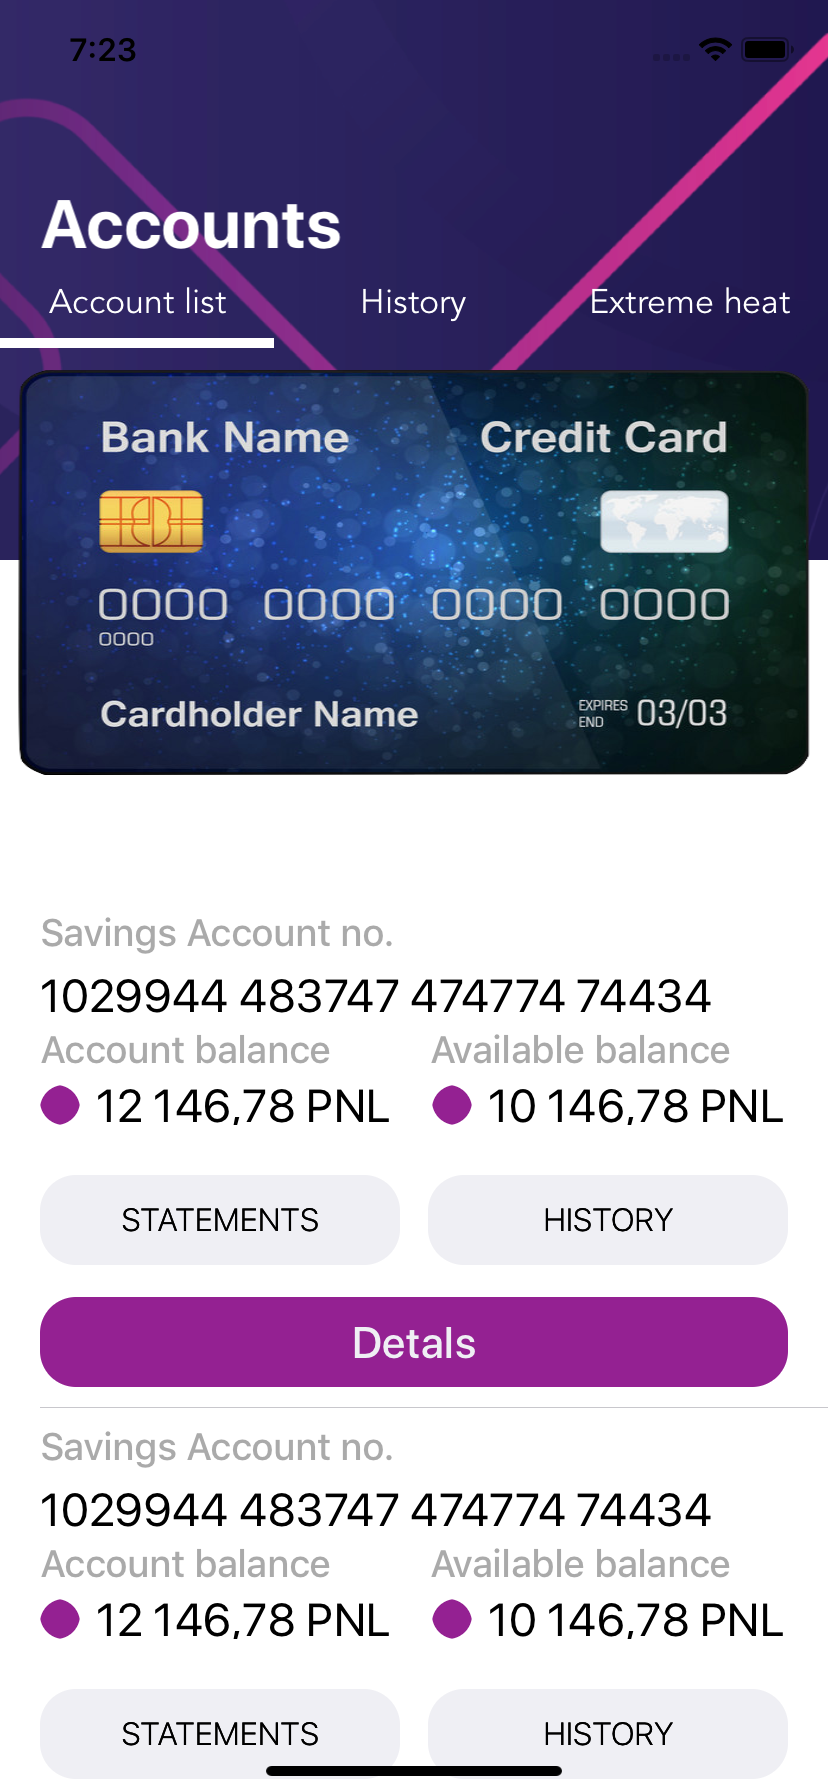 7:23
Accounts
Account list History Extreme heat
Bank Name Credit Card
0000 0000 0000 0000
0000
Cardholder Name EXPIRES END 03/03
Savings Account no.
1029944 483747 474774 74434
Account balance Available balance
12 146,78 PNL 10 146,78 PNL
STATEMENTS HISTORY
Detals
Savings Account no.
1029944 483747 474774 74434
Account balance Available balance
12 146,78 PNL 10 146,78 PNL
STATEMENTS HISTORY